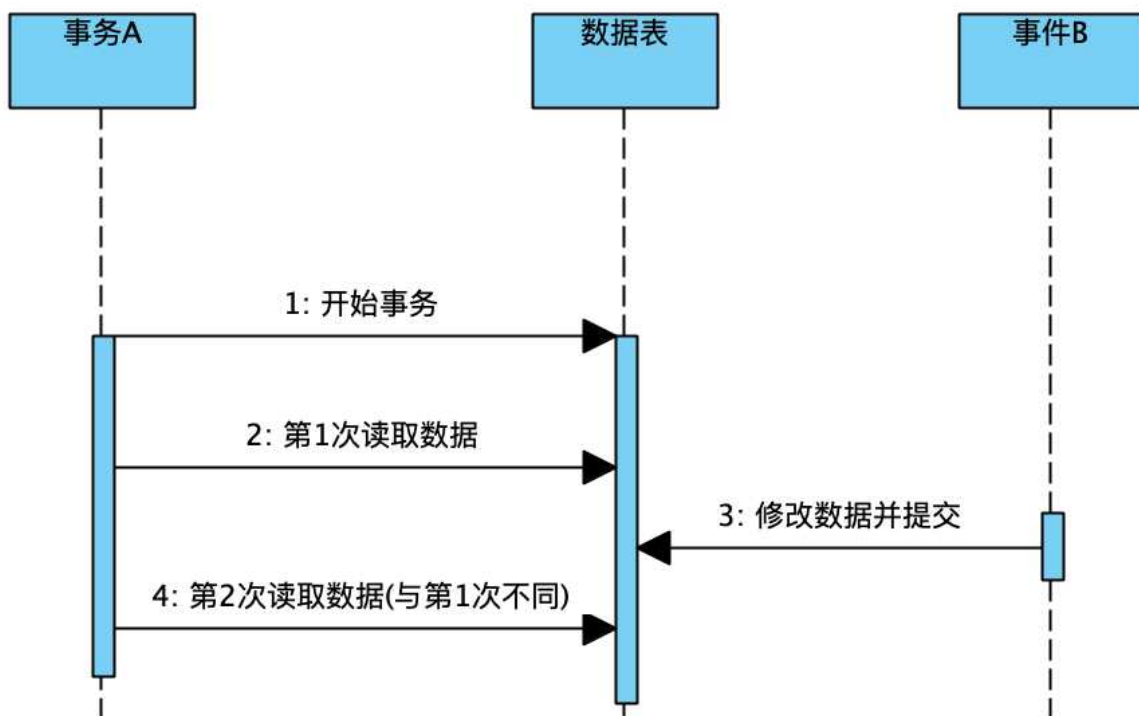 事务A
数据表
事件B
1: 开始事务
2: 第1次读取数据
3: 修改数据并提交
4: 第2次读取数据(与第1次不同)